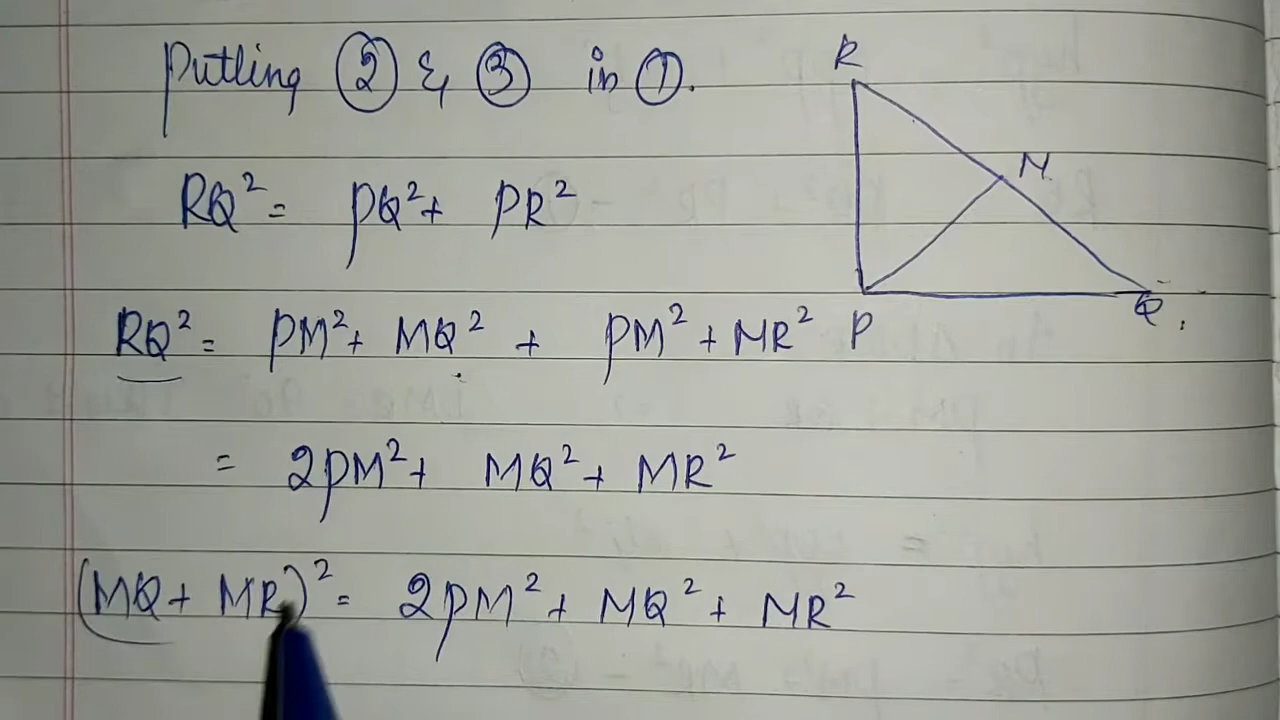 Putting ② & ③ in ①.
RQ² = PQ² + PR²
RQ² = PM² + MQ² + PM² + MR²
= 2PM² + MQ² + MR²
(MQ + MR)² = 2PM² + MQ² + MR²
R
M
P
Q